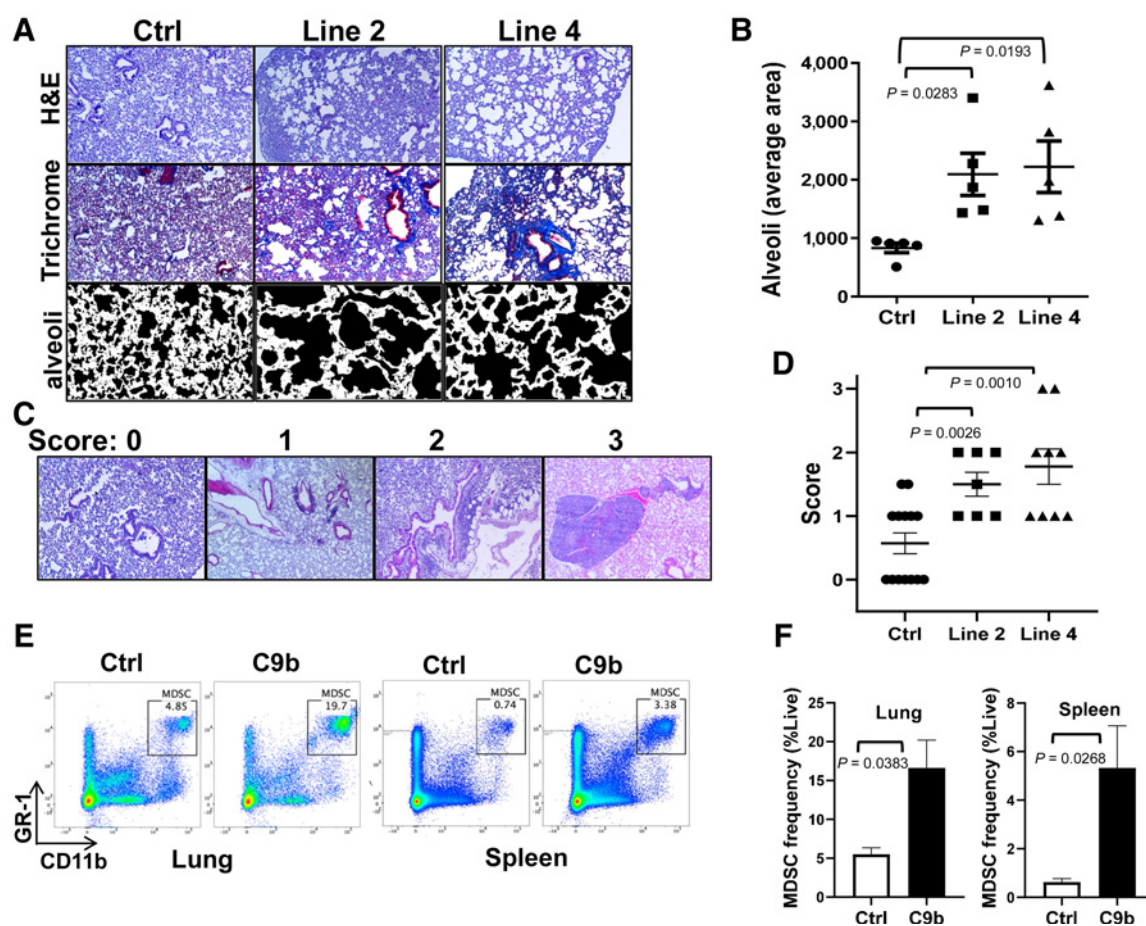 A
Ctrl Line 2 Line 4
H&E
Trichrome
alveoli
B
Alveoli (average area)
4,000
3,000
2,000
1,000
0
P = 0.0193
P = 0.0283
Ctrl Line 2 Line 4
C
Score: 0 1 2 3
D
Score
3
2
1
0
P = 0.0010
P = 0.0026
Ctrl Line 2 Line 4
E
Ctrl C9b Ctrl C9b
MDSC
4.85
MDSC
19.7
MDSC
0.74
MDSC
3.38
GR-1
CD11b
Lung Spleen
F
MDSC frequency (%Live)
25
20
15
10
5
0
Lung
P = 0.0383
Ctrl C9b
MDSC frequency (%Live)
8
6
4
2
0
Spleen
P = 0.0268
Ctrl C9b